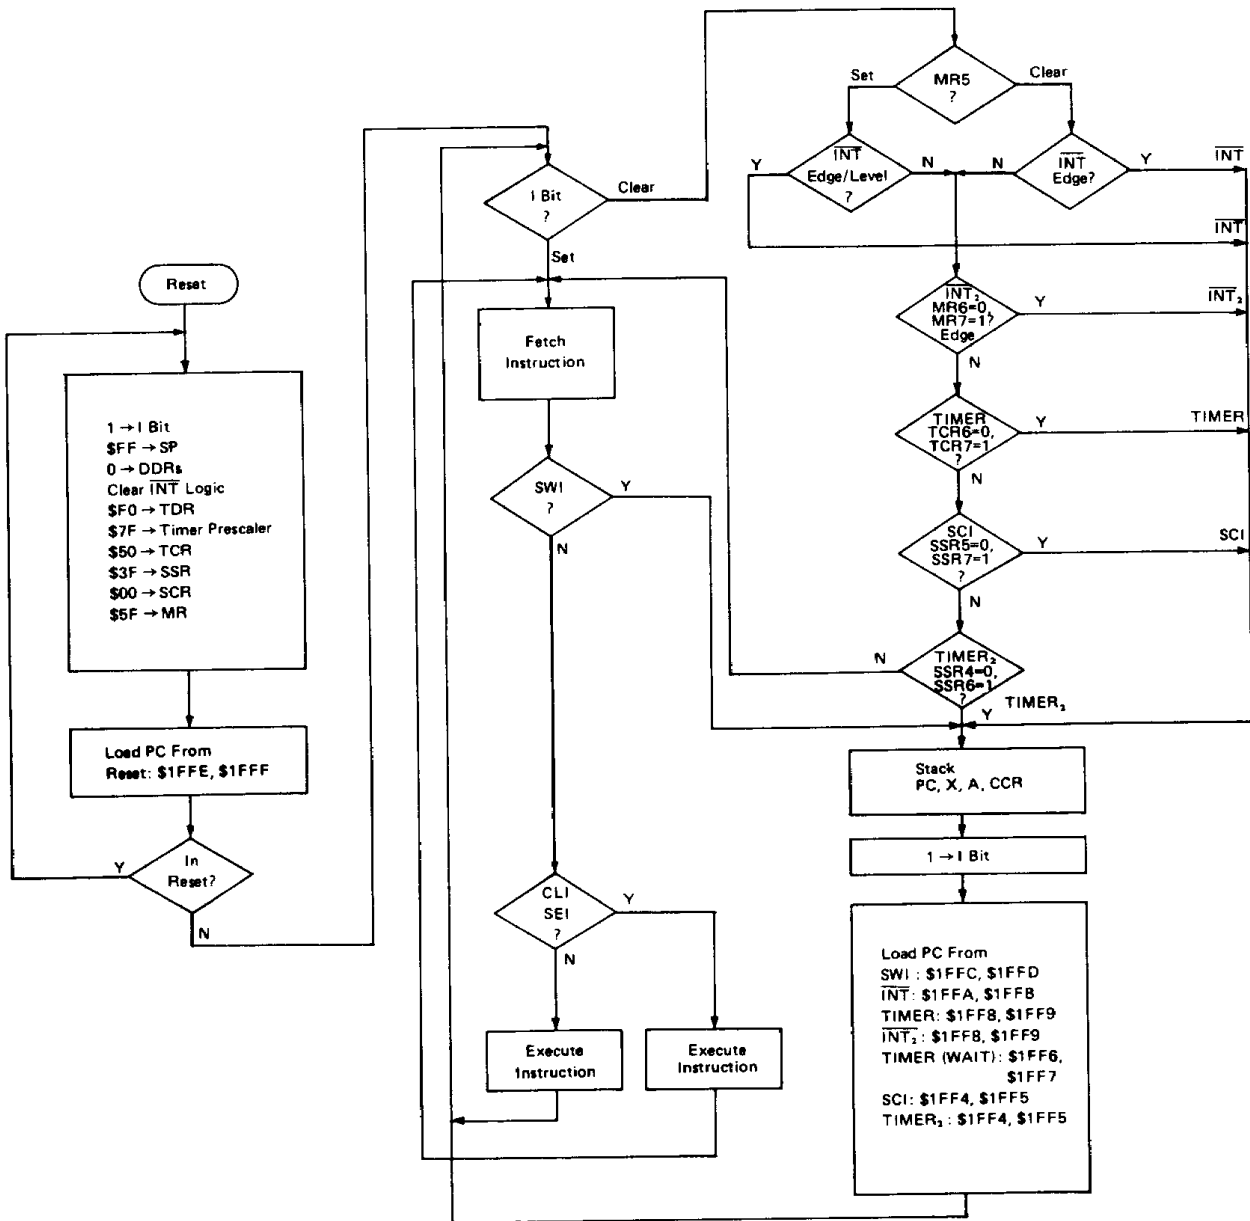 Reset
1 → I Bit
$FF → SP
0 → DDRs
Clear INT Logic
$F0 → TDR
$7F → Timer Prescaler
$50 → TCR
$3F → SSR
$00 → SCR
$5F → MR
Load PC From
Reset: $1FFE, $1FFF
In
Reset?
Y
N
I Bit
?
Clear
Set
Fetch
Instruction
SWI
?
Y
N
CLI
SEI
?
Y
N
Execute
Instruction
Execute
Instruction
MR5
?
Set
Clear
INT
Edge/Level
?
Y
N
INT
Edge?
N
Y
INT
INT
INT₂
MR6=0,
MR7=1?
Edge
Y
INT₂
N
TIMER
TCR6=0,
TCR7=1
?
Y
TIMER
N
SCI
SSR5=0,
SSR7=1
?
Y
SCI
N
TIMER₂
SSR4=0,
SSR6=1
?
N
Y
TIMER₂
Stack
PC, X, A, CCR
1 → I Bit
Load PC From
SWI : $1FFC, $1FFD
INT : $1FFA, $1FFB
TIMER: $1FF8, $1FF9
INT₂ : $1FF8, $1FF9
TIMER (WAIT): $1FF6,
$1FF7
SCI: $1FF4, $1FF5
TIMER₂ : $1FF4, $1FF5